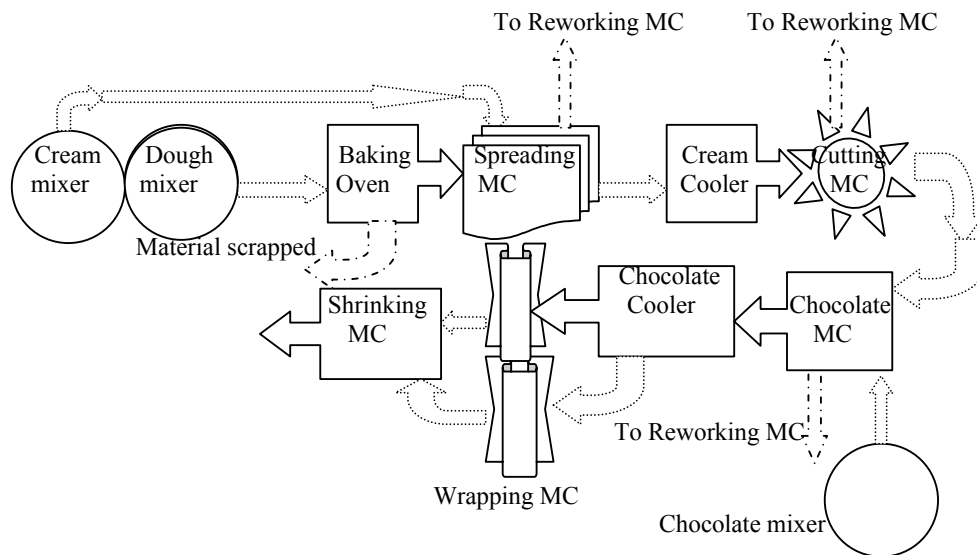 To Reworking MC
To Reworking MC
Cream
mixer
Dough
mixer
Baking
Oven
Spreading
MC
Cream
Cooler
Cutting
MC
Material scrapped
Shrinking
MC
Chocolate
Cooler
Chocolate
MC
To Reworking MC
Wrapping MC
Chocolate mixer